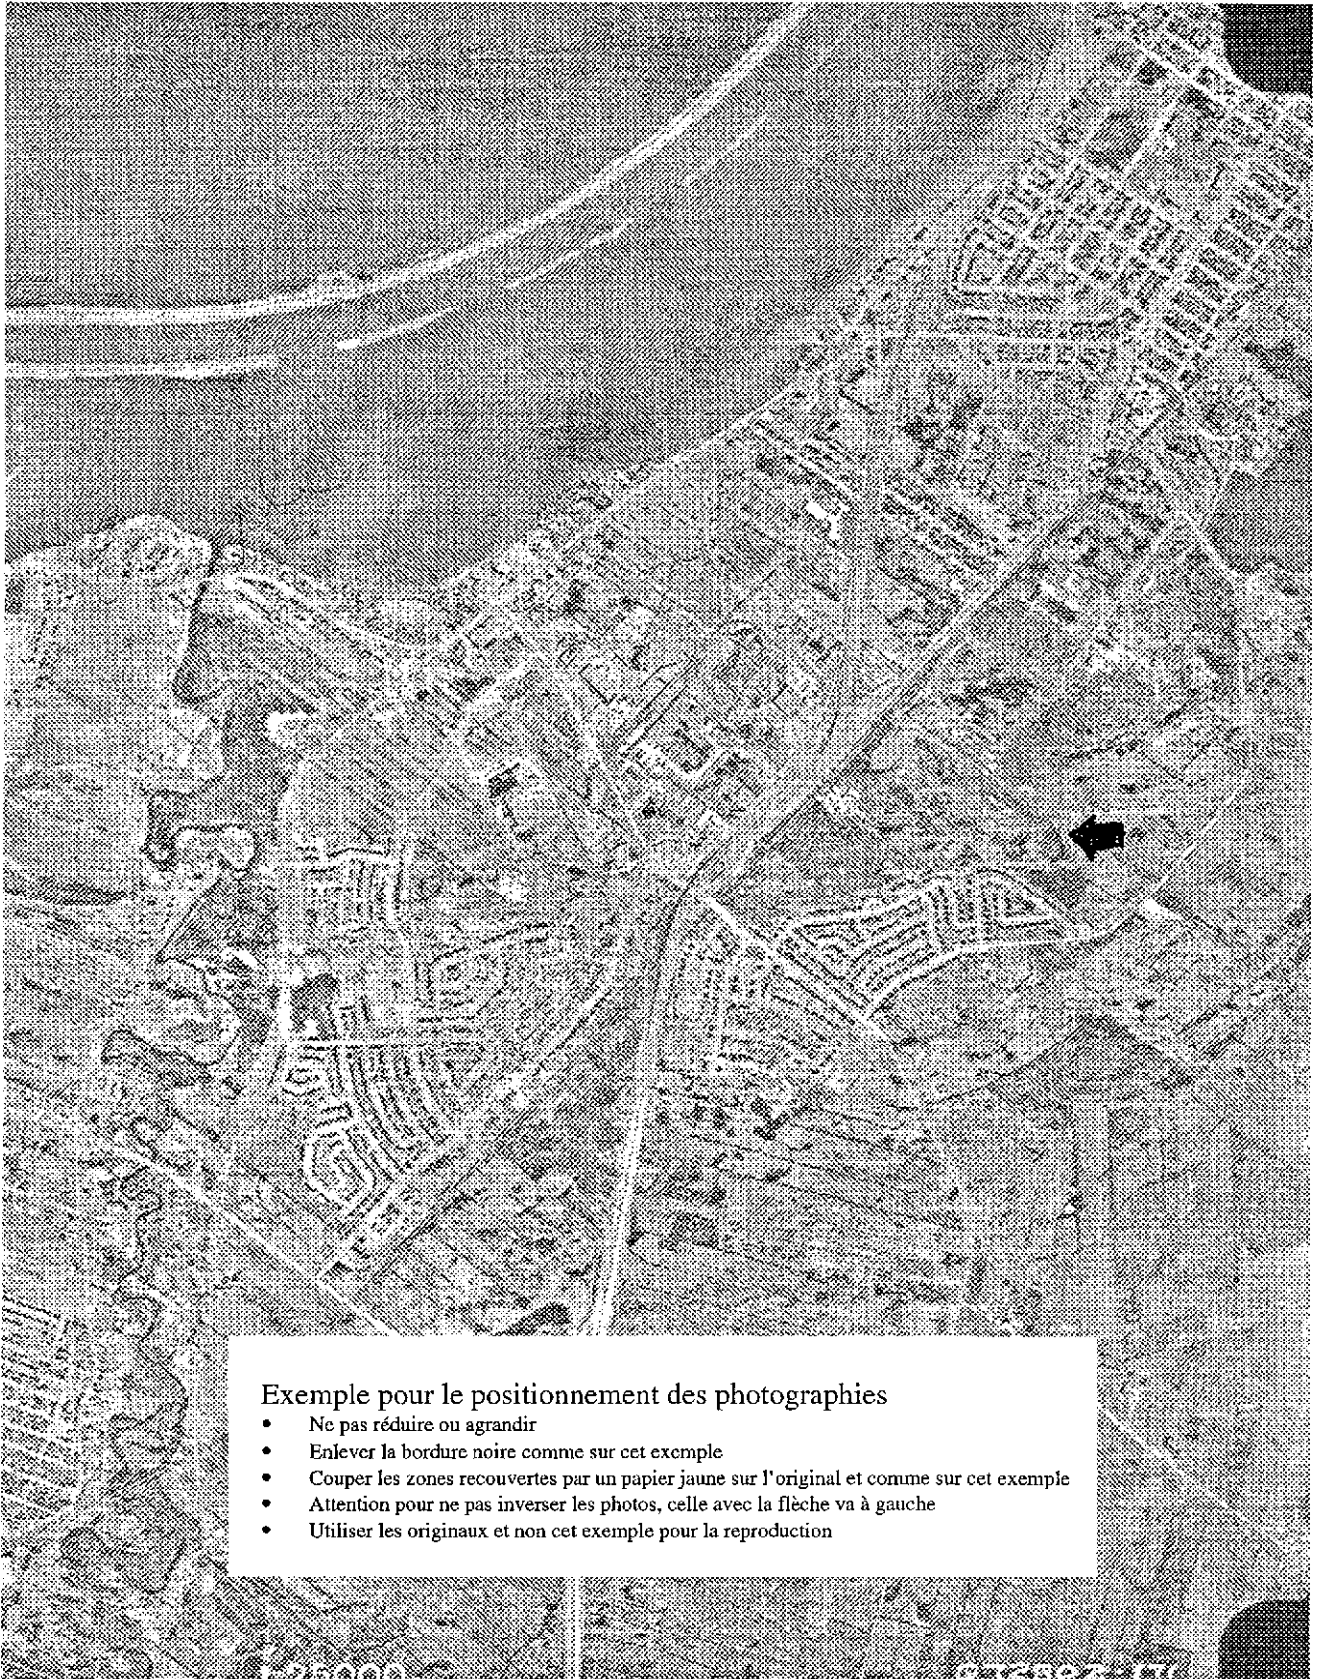 Exemple pour le positionnement des photographies
• Ne pas réduire ou agrandir
• Enlever la bordure noire comme sur cet exemple
• Couper les zones recouvertes par un papier jaune sur l'original et comme sur cet exemple
• Attention pour ne pas inverser les photos, celle avec la flèche va à gauche
• Utiliser les originaux et non cet exemple pour la reproduction